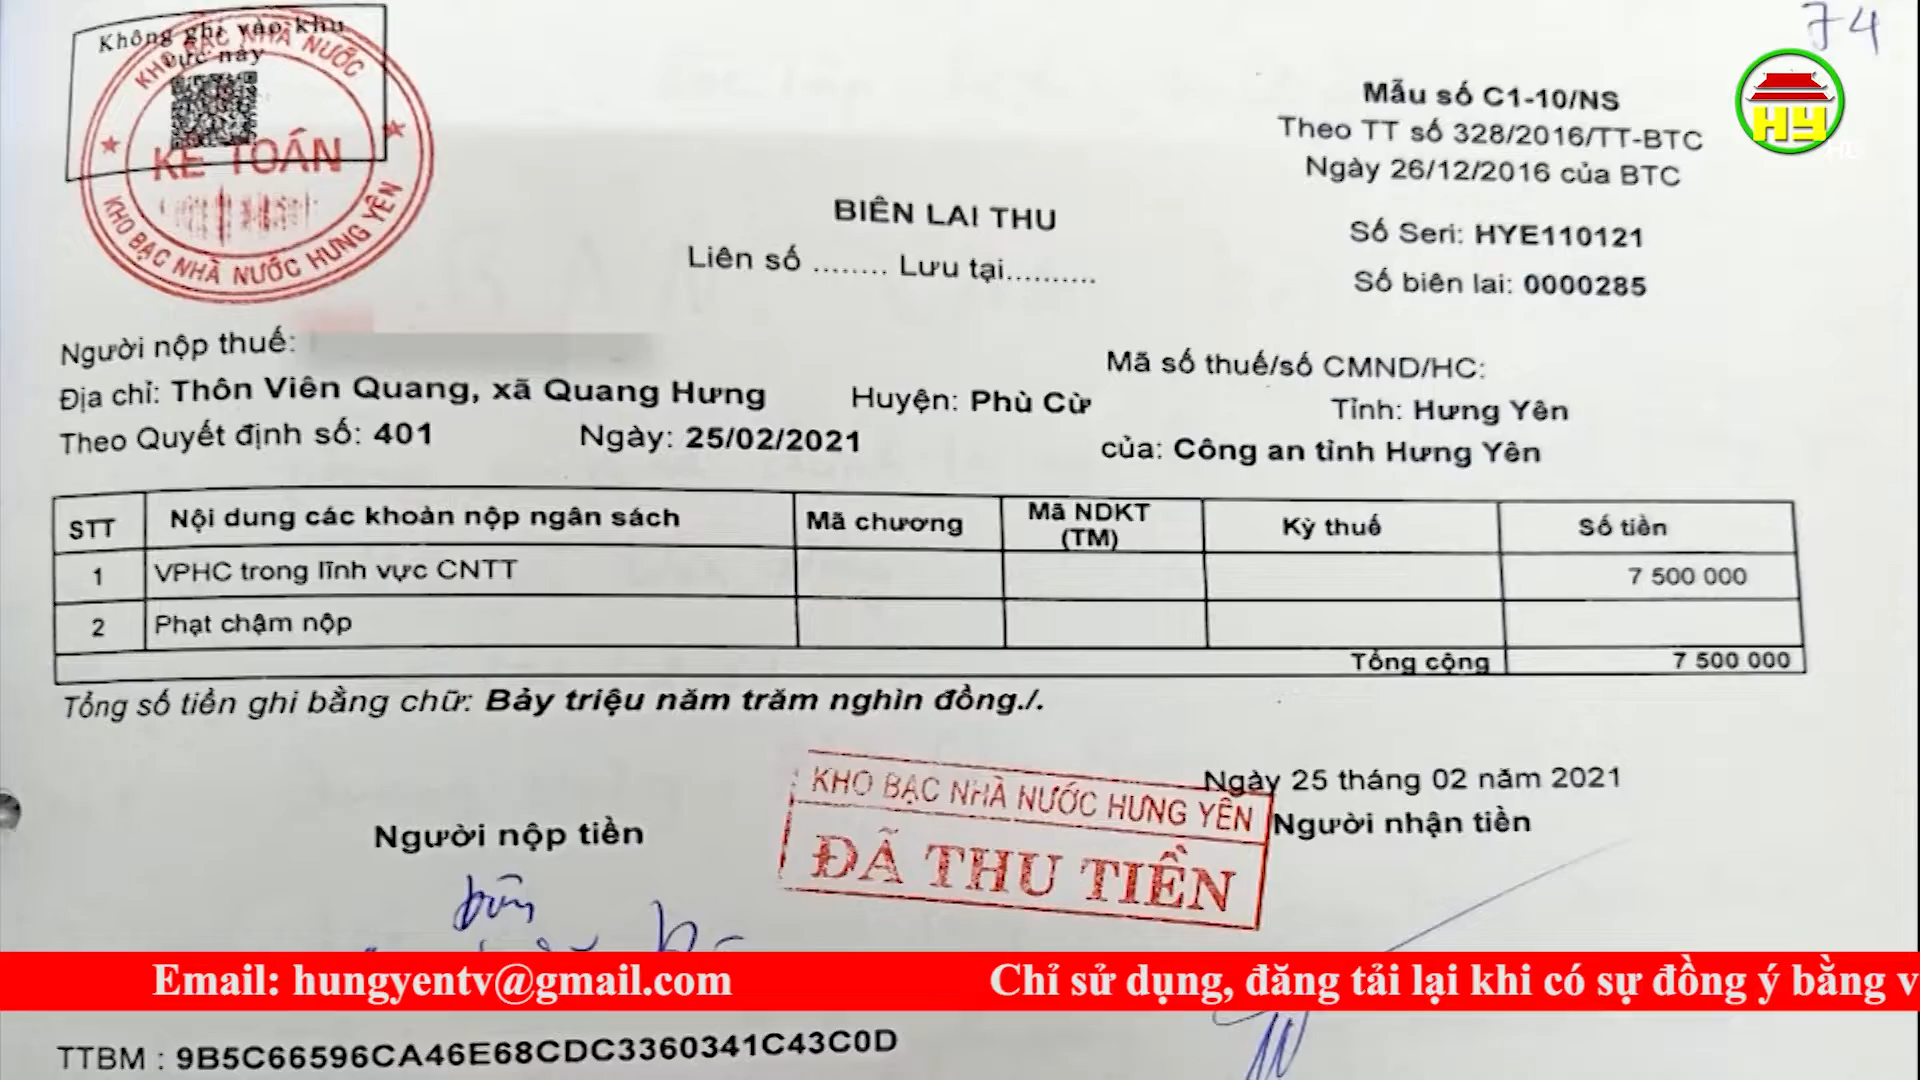 74
Không ghi vào khu
vực này
KHO BẠC NHÀ NƯỚC
KẾ TOÁN
KHO BẠC NHÀ NƯỚC HƯNG YÊN
HY
Mẫu số C1-10/NS
Theo TT số 328/2016/TT-BTC
Ngày 26/12/2016 của BTC
BIÊN LAI THU
Liên số ........ Lưu tại..........
Số Seri: HYE110121
Số biên lai: 0000285
Người nộp thuế:
Mã số thuế/số CMND/HC:
Địa chỉ: Thôn Viên Quang, xã Quang Hưng Huyện: Phù Cừ Tỉnh: Hưng Yên
Theo Quyết định số: 401 Ngày: 25/02/2021 của: Công an tỉnh Hưng Yên
STT Nội dung các khoản nộp ngân sách Mã chương Mã NDKT (TM) Kỳ thuế Số tiền
1 VPHC trong lĩnh vực CNTT 7 500 000
2 Phạt chậm nộp
Tổng cộng 7 500 000
Tổng số tiền ghi bằng chữ: Bảy triệu năm trăm nghìn đồng./.
Ngày 25 tháng 02 năm 2021
Người nộp tiền
Người nhận tiền
KHO BẠC NHÀ NƯỚC HƯNG YÊN
ĐÃ THU TIỀN
Email: hungyentv@gmail.com Chỉ sử dụng, đăng tải lại khi có sự đồng ý bằng v
TTBM : 9B5C66596CA46E68CDC3360341C43C0D